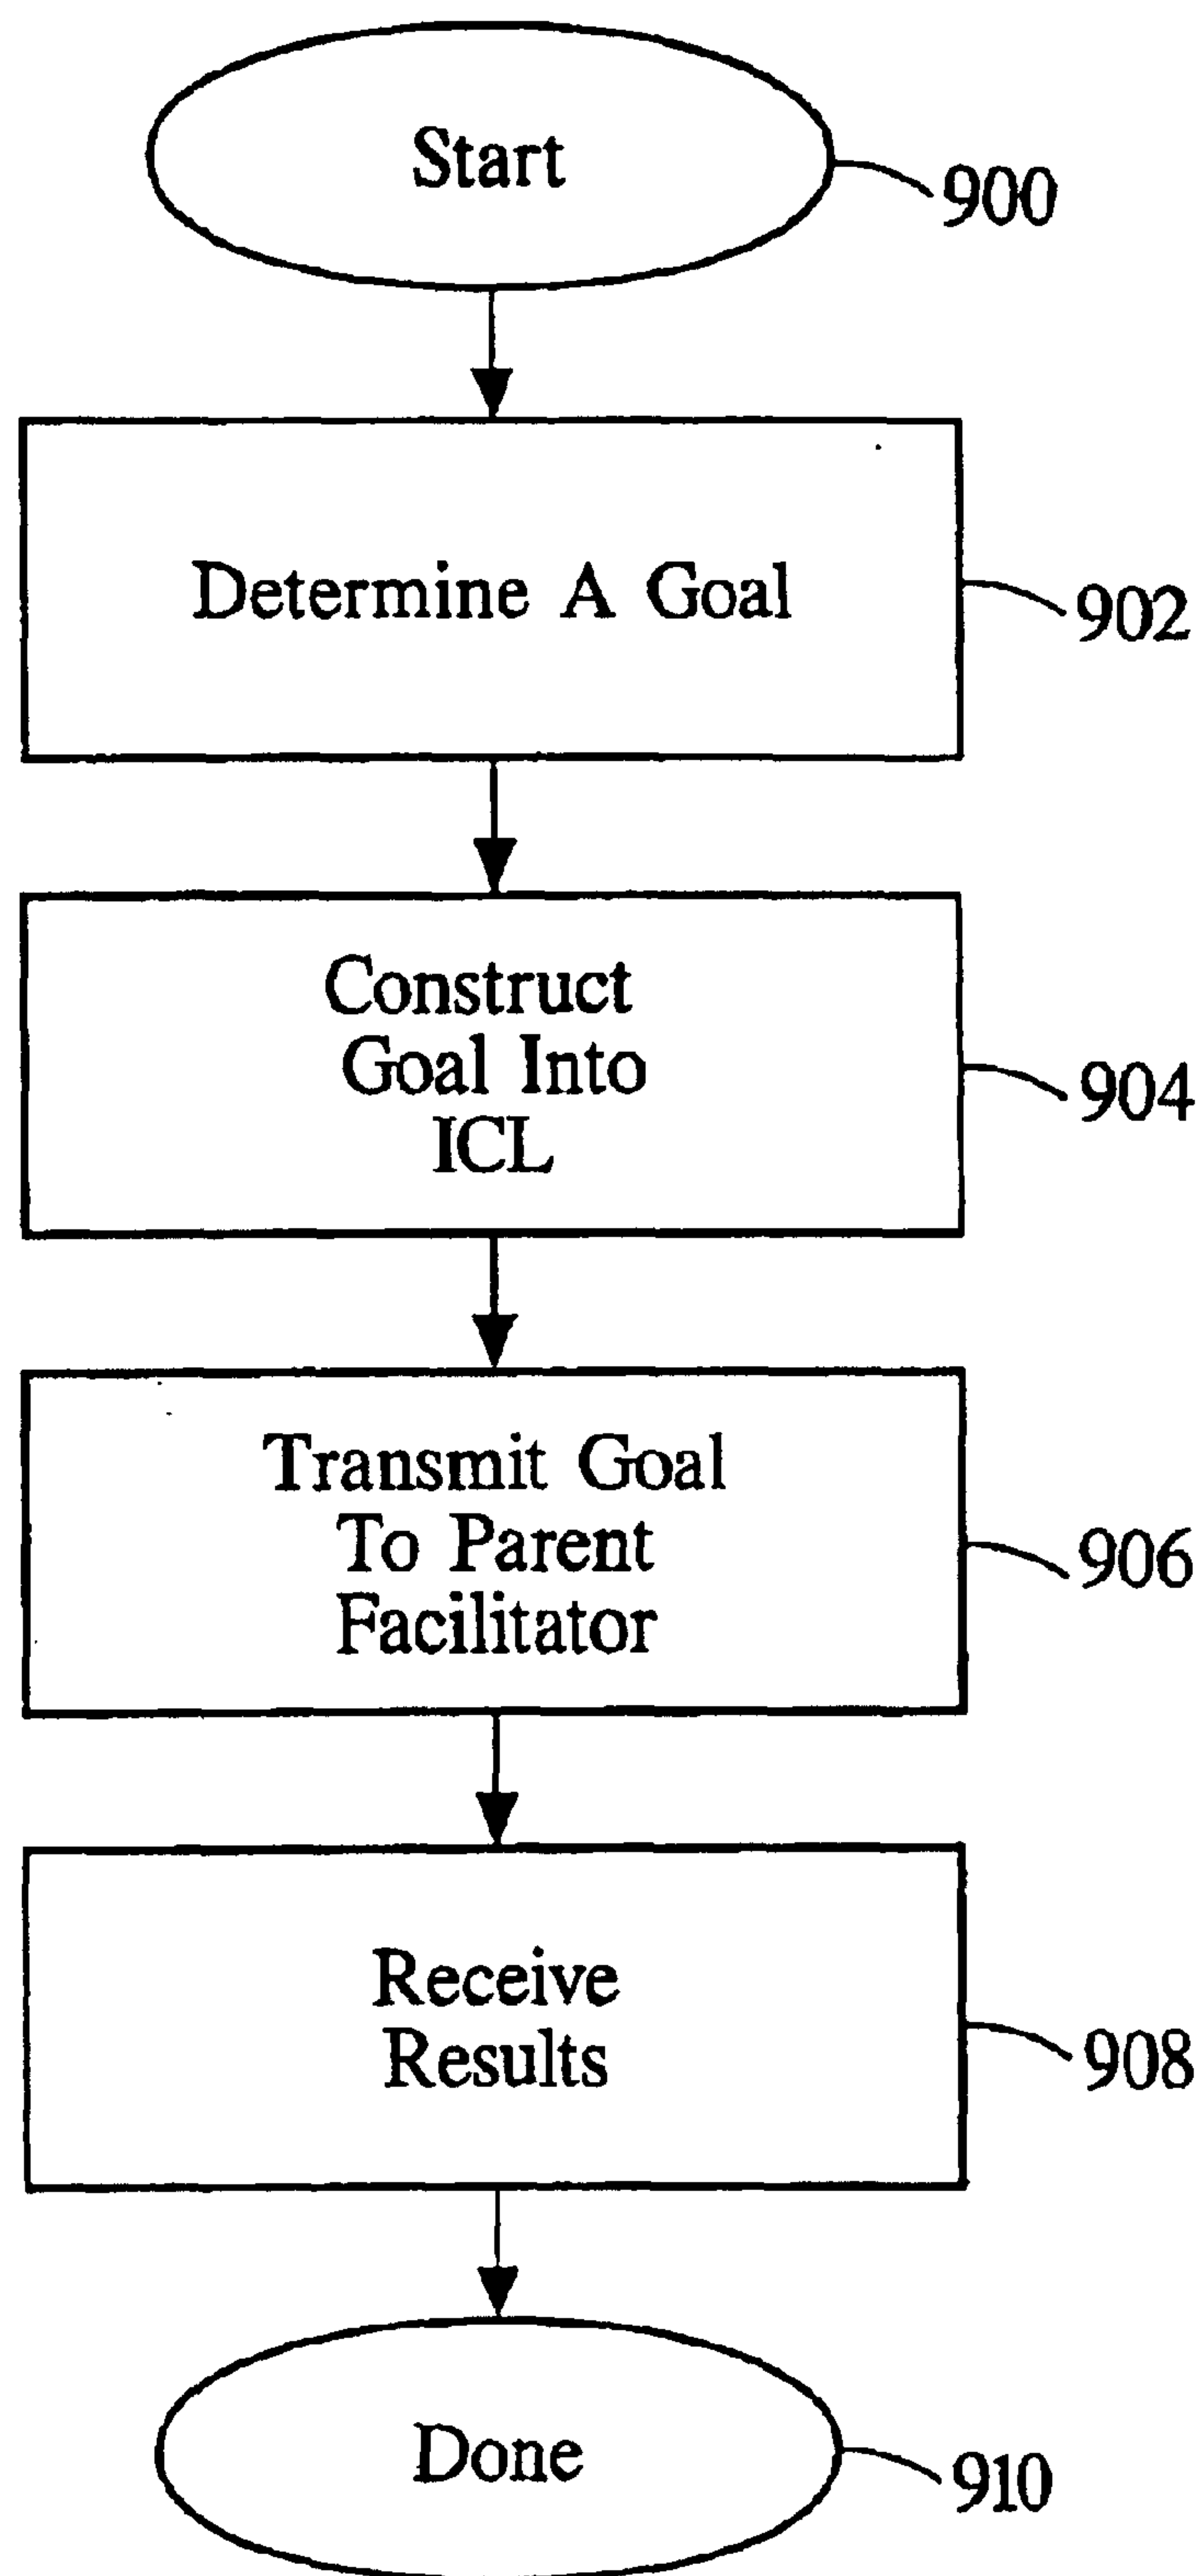 Start
900
Determine A Goal
902
Construct
Goal Into
ICL
904
Transmit Goal
To Parent
Facilitator
906
Receive
Results
908
Done
910